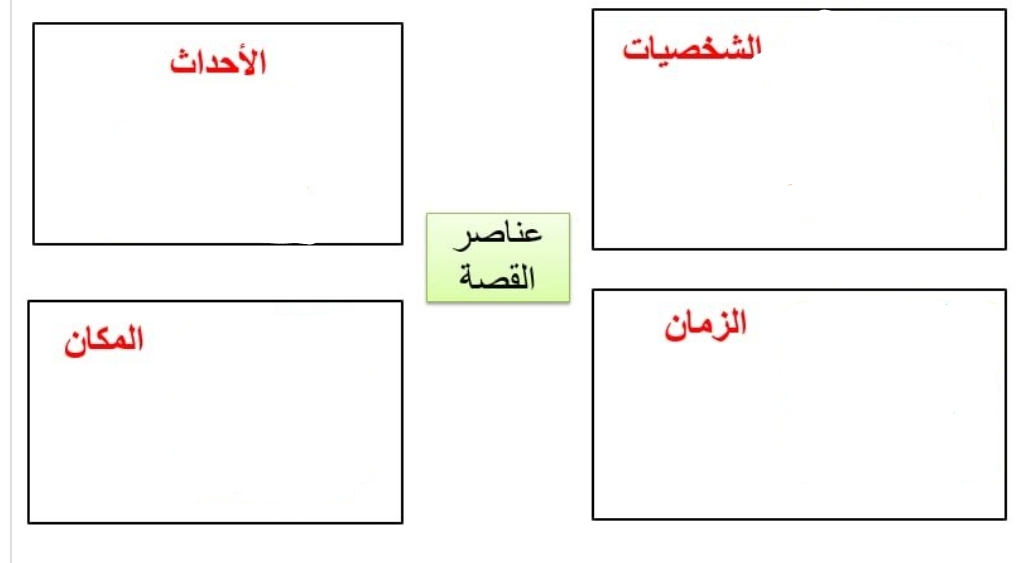 الشخصيات
الأحداث
عناصر
القصة
الزمان
المكان